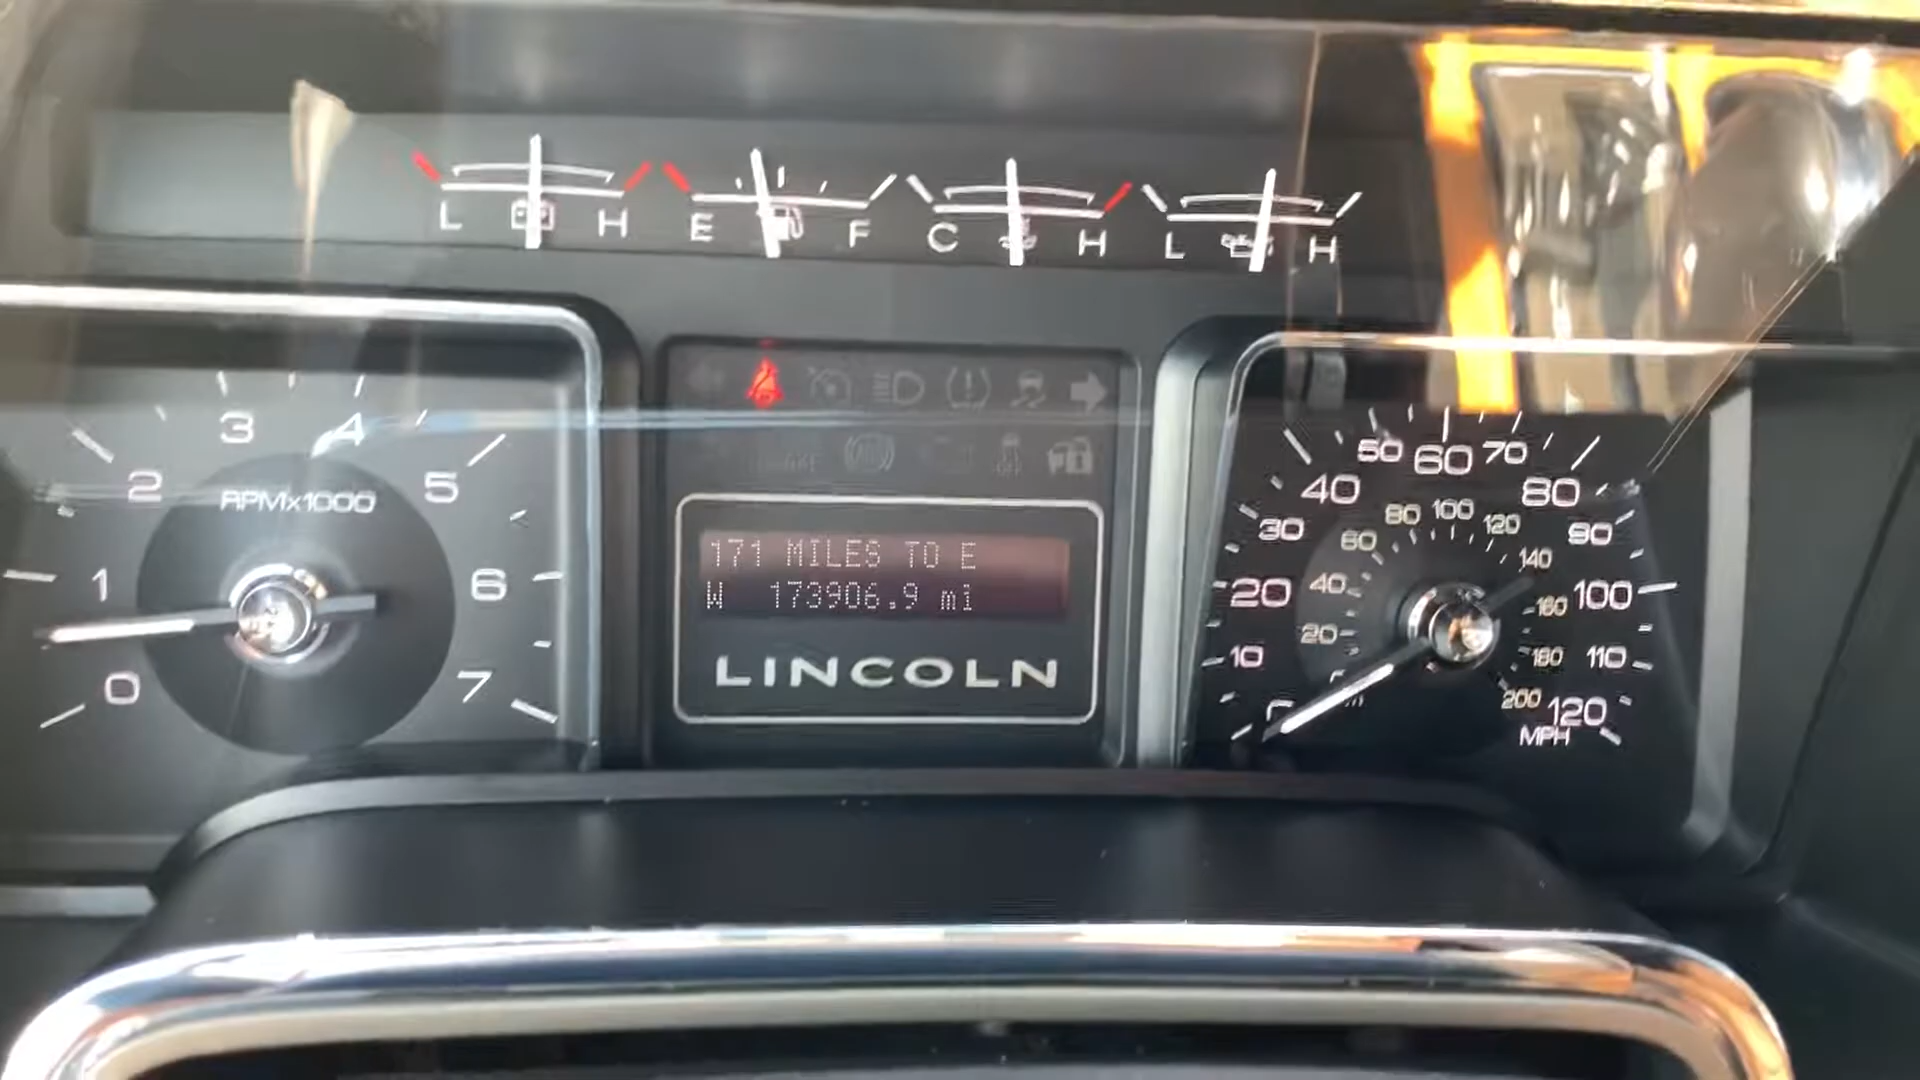 L H E F C H L H
3 4
2 5
RPMx1000
1 6
0 7
171 MILES TO E
W 173906.9 mi
LINCOLN
50 60 70
40 80
30 90
20 100
10 110
120
MPH
80 100 120
60 140
40 160
20 180
200